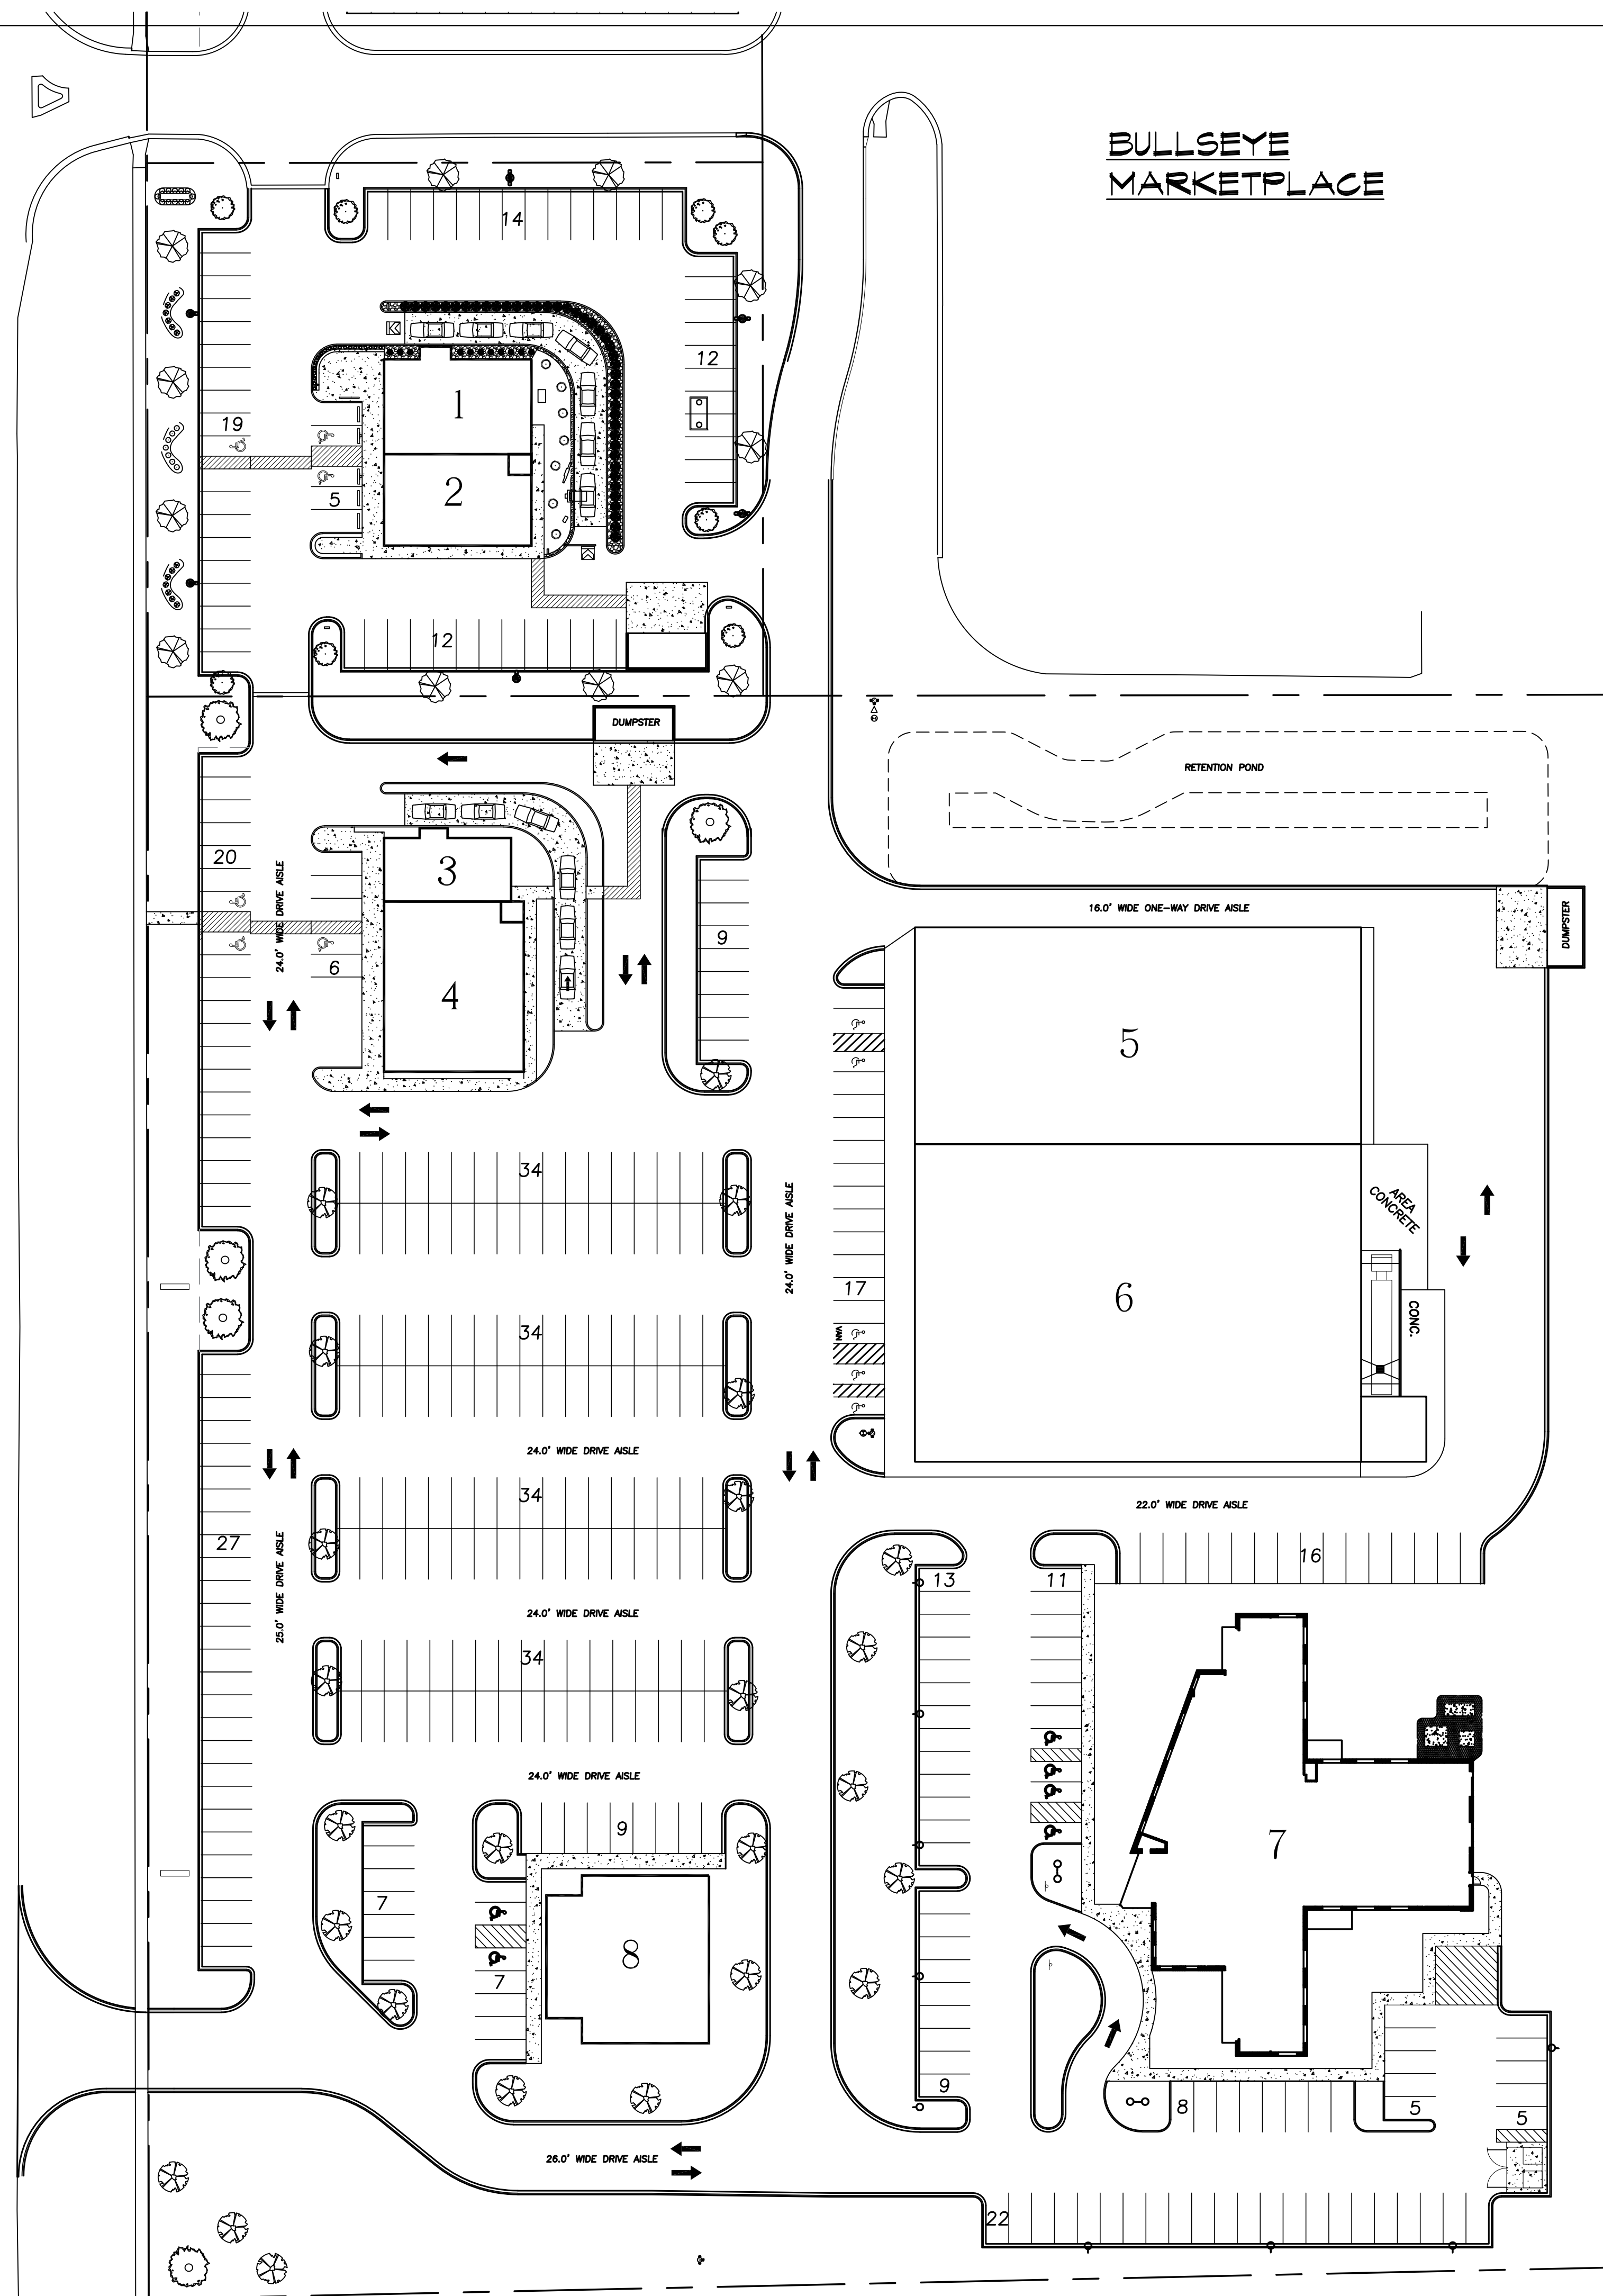 BULLSEYE
MARKETPLACE
14
12
1
19
2
5
12
DUMPSTER
RETENTION POND
20
3
24.0' WIDE DRIVE AISLE
16.0' WIDE ONE-WAY DRIVE AISLE
DUMPSTER
9
6
4
5
34
AREA
CONCRETE
24.0' WIDE DRIVE AISLE
17
6
CONC.
VAN
34
24.0' WIDE DRIVE AISLE
34
22.0' WIDE DRIVE AISLE
27
25.0' WIDE DRIVE AISLE
16
13
11
24.0' WIDE DRIVE AISLE
34
24.0' WIDE DRIVE AISLE
9
7
7
8
7
9
8
5
5
26.0' WIDE DRIVE AISLE
22